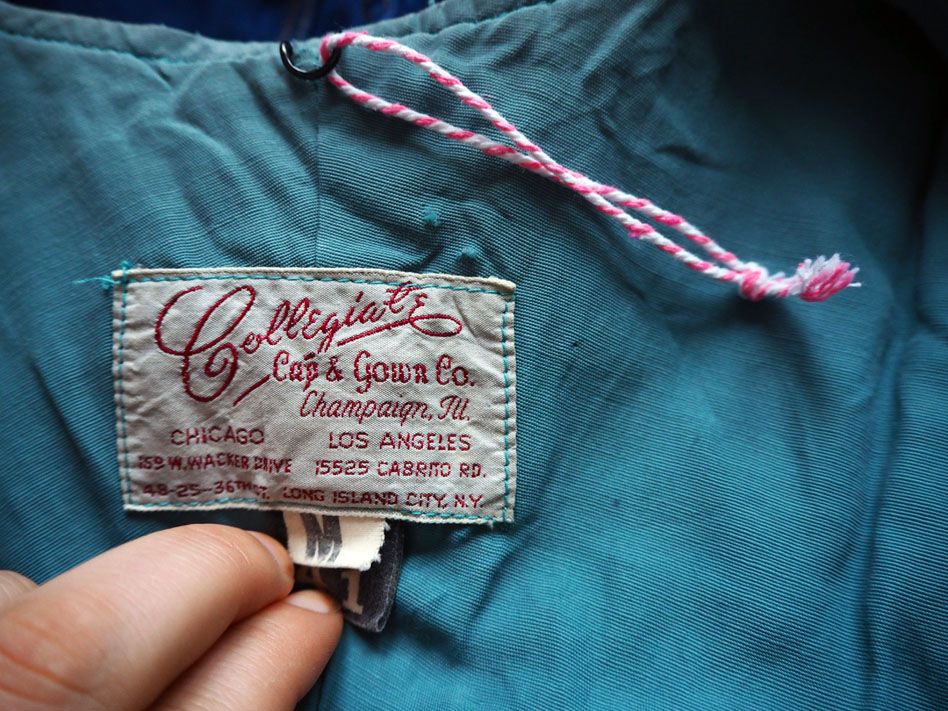 Collegiate
Cap & Gown Co.
Champaign, Ill.
CHICAGO LOS ANGELES
159 W. WACKER DRIVE 15525 CABRITO RD.
48-25-36TH ST. LONG ISLAND CITY, N.Y.
M